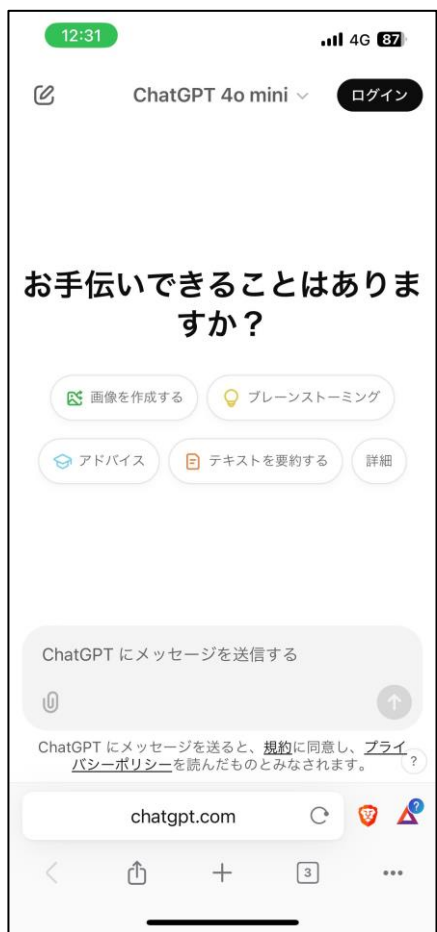 12:31 4G 87
ChatGPT 4o mini ログイン
お手伝いできることはありま
すか？
画像を作成する ブレーンストーミング
アドバイス テキストを要約する 詳細
ChatGPT にメッセージを送信する
ChatGPT にメッセージを送ると、規約に同意し、プライ
バシーポリシーを読んだものとみなされます。 ?
chatgpt.com ?
3